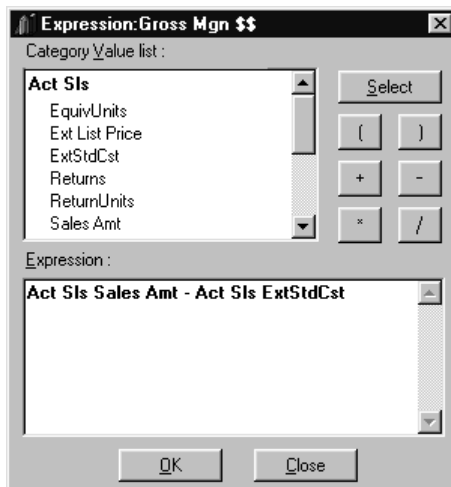 Expression:Gross Mgn $$
Category Value list :
Act Sls
EquivUnits
Ext List Price
ExtStdCst
Returns
ReturnUnits
Sales Amt
Select
( )
+ -
* /
Expression :
Act Sls Sales Amt - Act Sls ExtStdCst
OK Close